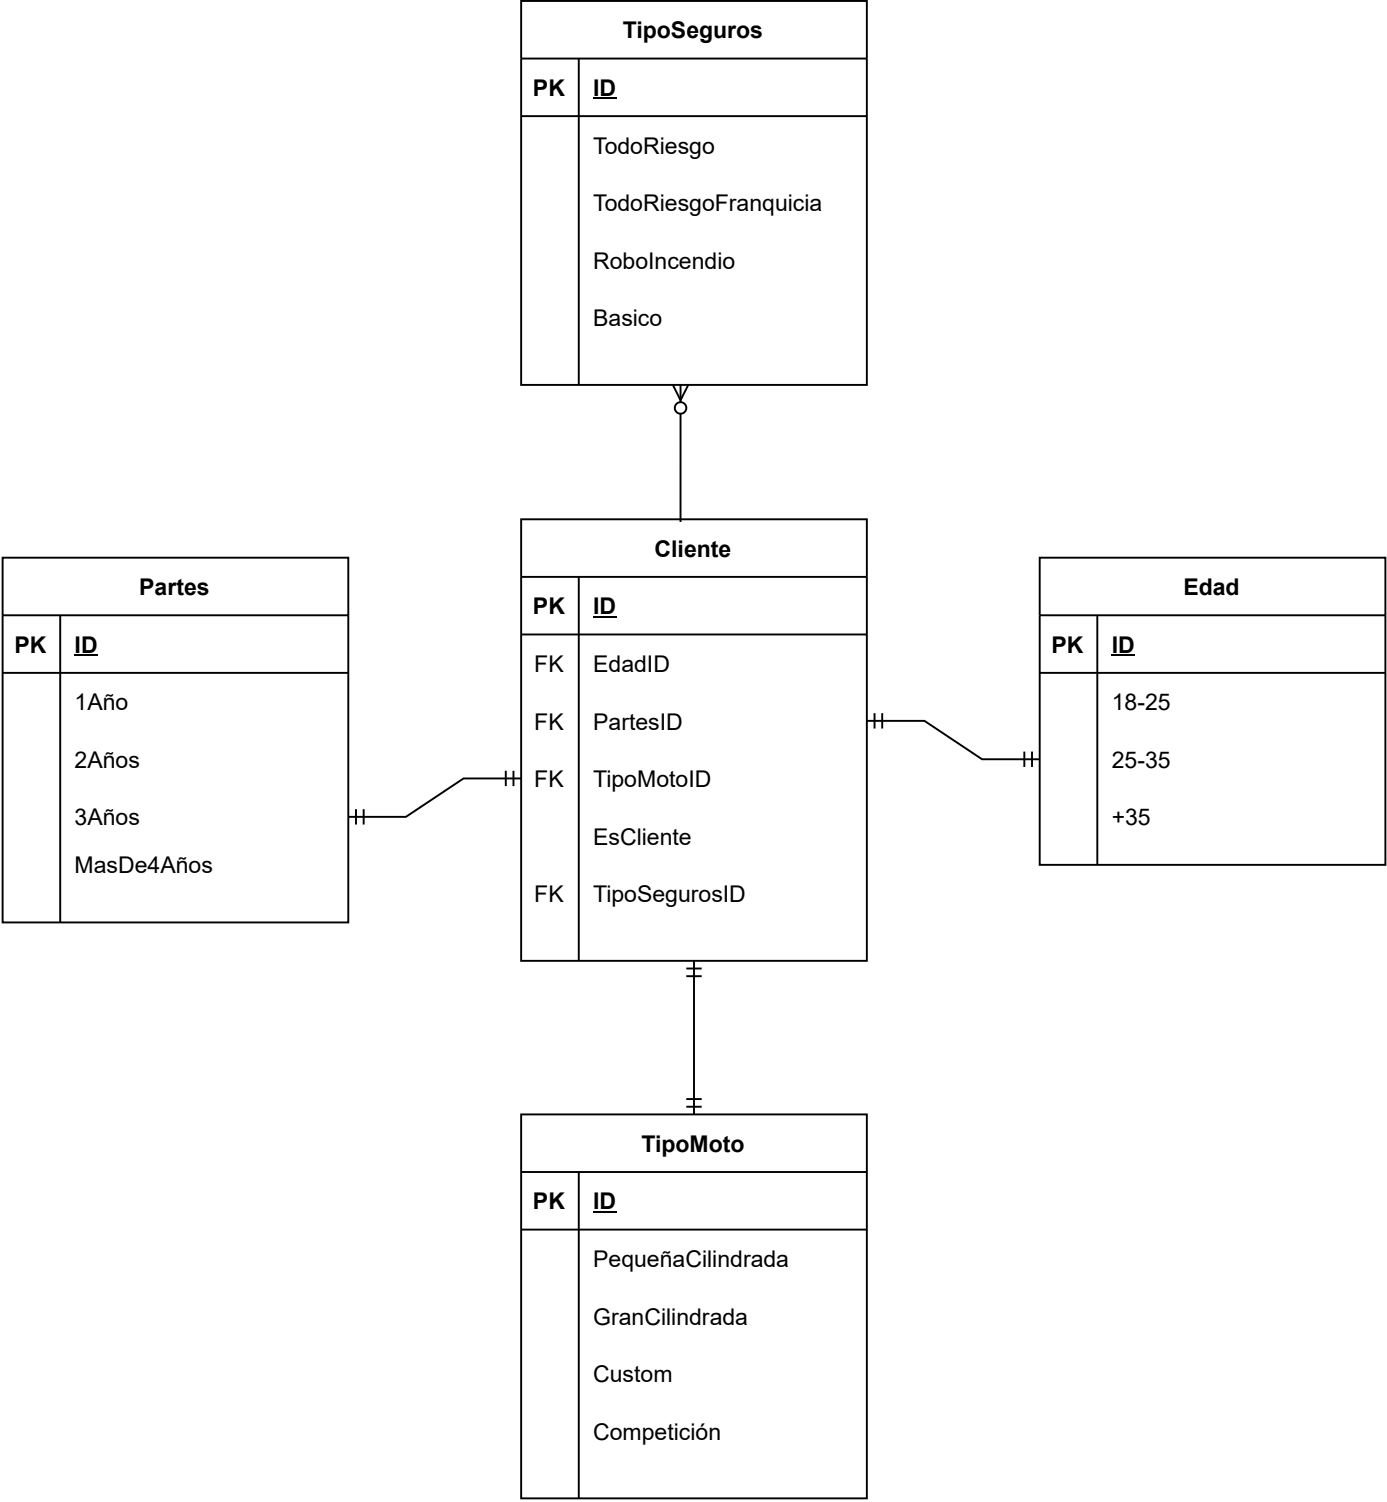 TipoSeguros
PK ID
TodoRiesgo
TodoRiesgoFranquicia
RoboIncendio
Basico
Partes
PK ID
1Año
2Años
3Años
MasDe4Años
Cliente
PK ID
FK EdadID
FK PartesID
FK TipoMotoID
EsCliente
FK TipoSegurosID
Edad
PK ID
18-25
25-35
+35
TipoMoto
PK ID
PequeñaCilindrada
GranCilindrada
Custom
Competición